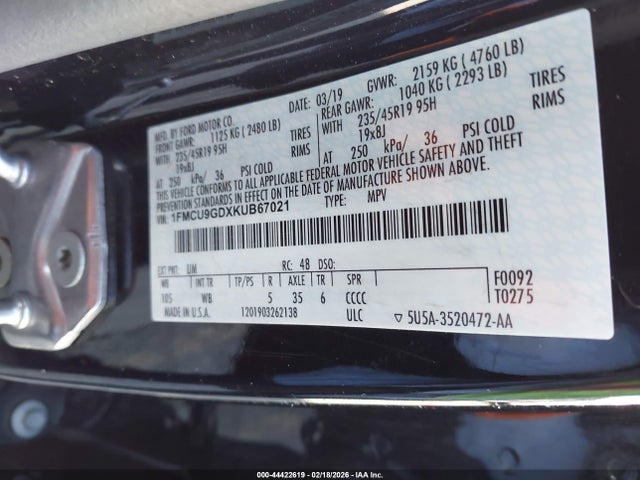 MFD. BY FORD MOTOR CO.
DATE: 03/19 GVWR: 2159 KG ( 4760 LB)
FRONT GAWR: 1125 KG ( 2480 LB) REAR GAWR: 1040 KG ( 2293 LB)
WITH 235/45R19 95H TIRES WITH 235/45R19 95H TIRES
19x8J RIMS 19x8J RIMS
AT 250 kPa/ 36 PSI COLD AT 250 kPa/ 36 PSI COLD
THIS VEHICLE CONFORMS TO ALL APPLICABLE FEDERAL MOTOR VEHICLE SAFETY AND THEFT
PREVENTION STANDARDS IN EFFECT ON THE DATE OF MANUFACTURE SHOWN ABOVE.
VIN: 1FMCU9GDXKUB67021 TYPE: MPV
EXT PNT: UM RC: 48 DSO:
WB INT TR TP/PS R AXLE TR SPR F0092
105 WB 5 35 6 CCCC T0275
MADE IN U.S.A. 1201903262138 ULC ▽ 5U5A-3520472-AA
000-44422619 - 02/18/2026 - IAA Inc.